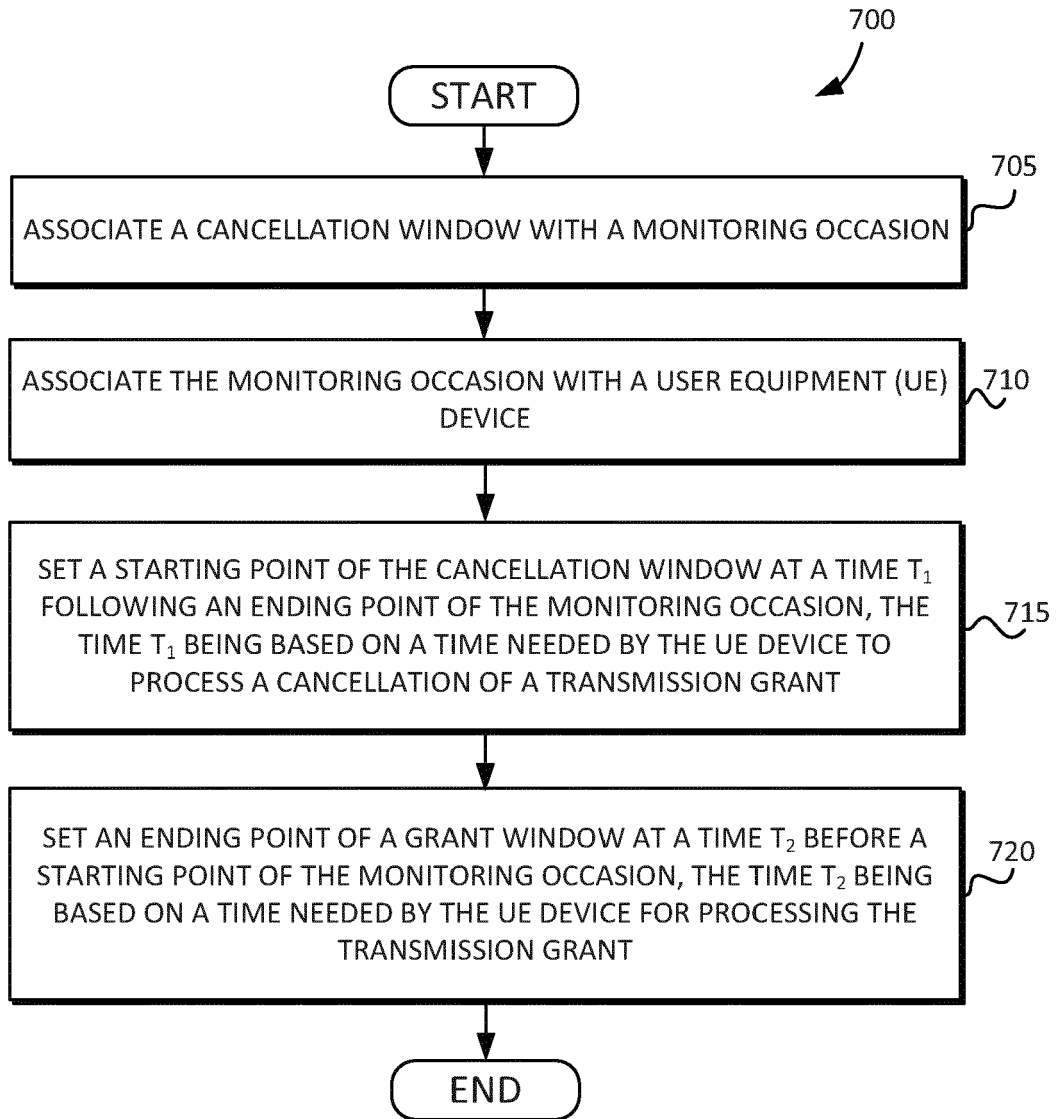 700
START
705
ASSOCIATE A CANCELLATION WINDOW WITH A MONITORING OCCASION
ASSOCIATE THE MONITORING OCCASION WITH A USER EQUIPMENT (UE)
DEVICE
710
SET A STARTING POINT OF THE CANCELLATION WINDOW AT A TIME T₁
FOLLOWING AN ENDING POINT OF THE MONITORING OCCASION, THE
TIME T₁ BEING BASED ON A TIME NEEDED BY THE UE DEVICE TO
PROCESS A CANCELLATION OF A TRANSMISSION GRANT
715
SET AN ENDING POINT OF A GRANT WINDOW AT A TIME T₂ BEFORE A
STARTING POINT OF THE MONITORING OCCASION, THE TIME T₂ BEING
BASED ON A TIME NEEDED BY THE UE DEVICE FOR PROCESSING THE
TRANSMISSION GRANT
720
END